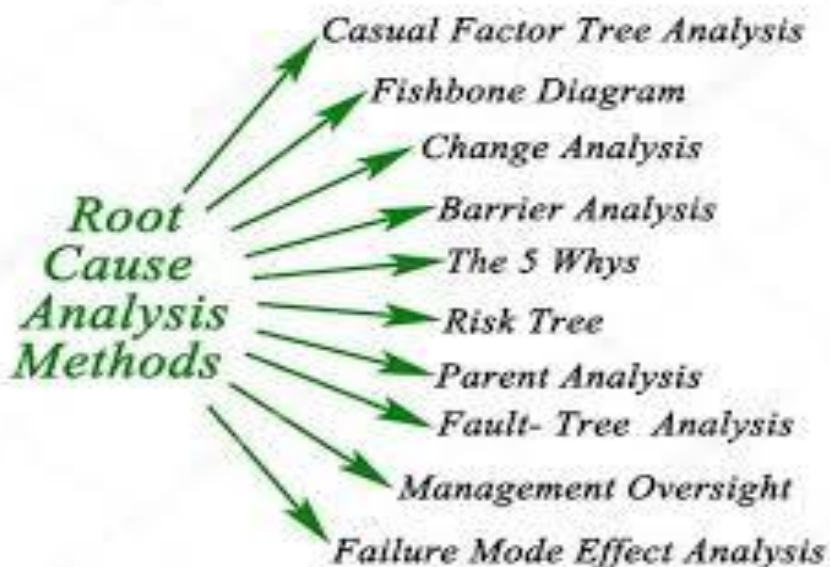 Root
Cause
Analysis
Methods
Casual Factor Tree Analysis
Fishbone Diagram
Change Analysis
Barrier Analysis
The 5 Whys
Risk Tree
Parent Analysis
Fault- Tree Analysis
Management Oversight
Failure Mode Effect Analysis